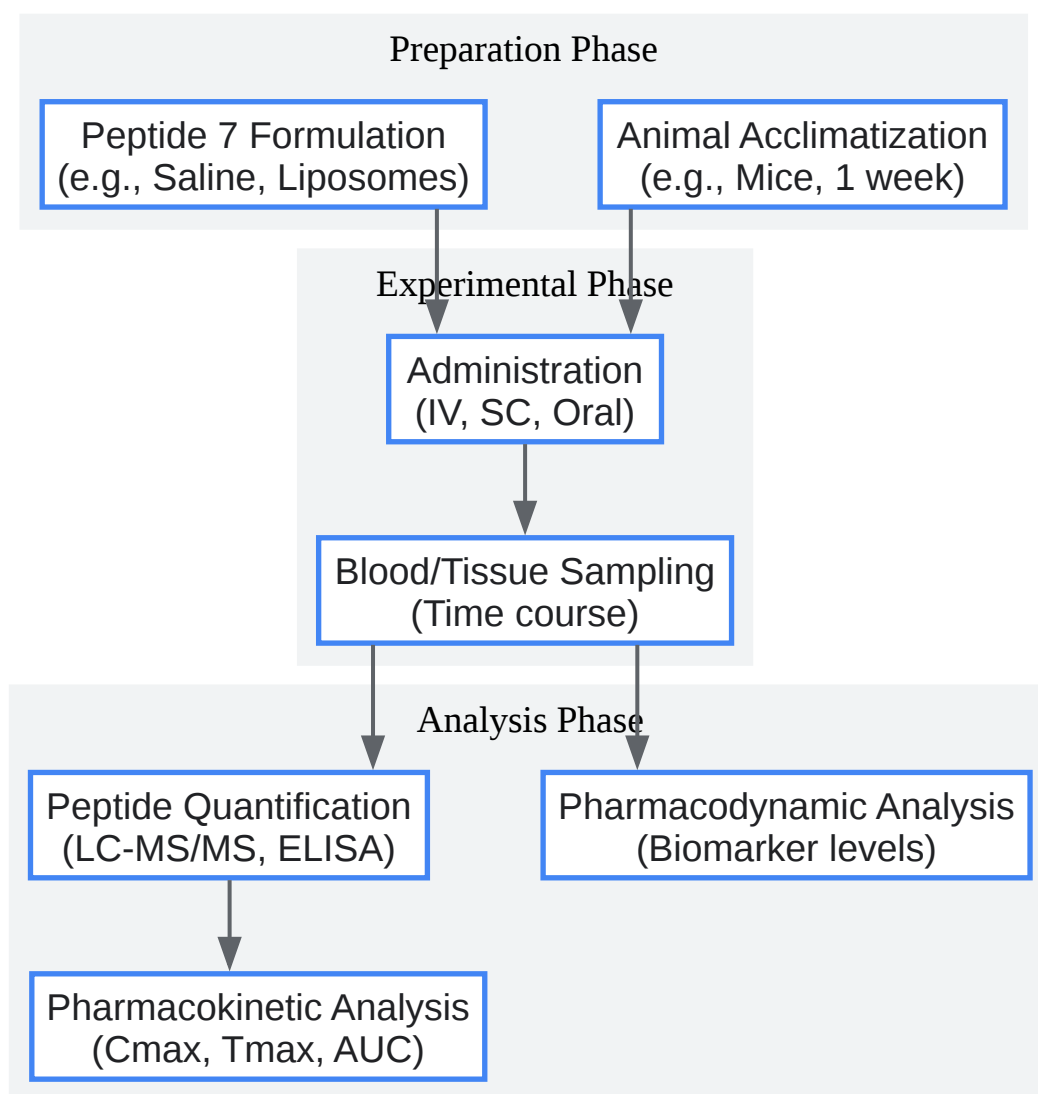 Preparation Phase
Peptide 7 Formulation
(e.g., Saline, Liposomes)
Animal Acclimatization
(e.g., Mice, 1 week)
Experimental Phase
Administration
(IV, SC, Oral)
Blood/Tissue Sampling
(Time course)
Analysis Phase
Peptide Quantification
(LC-MS/MS, ELISA)
Pharmacodynamic Analysis
(Biomarker levels)
Pharmacokinetic Analysis
(Cmax, Tmax, AUC)